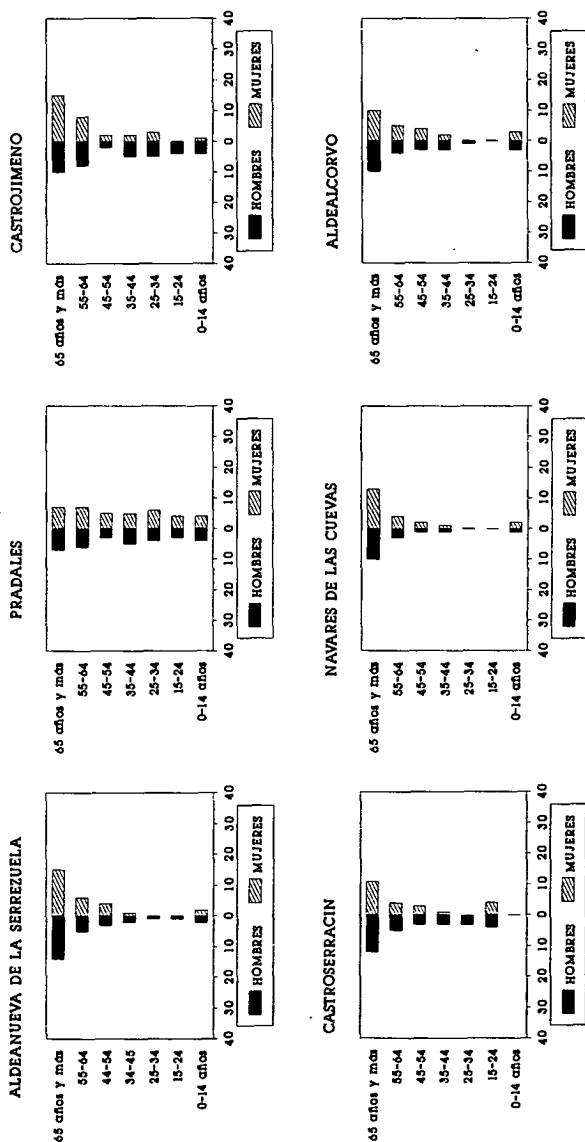 ALDEANUEVA DE LA SERREZUELA
65 años y más
55-64
44-54
34-45
25-34
15-24
0-14 años
40 30 20 10 0 10 20 30 40
HOMBRES MUJERES
PRADALES
65 años y más
55-64
45-54
35-44
25-34
15-24
0-14 años
40 30 20 10 0 10 20 30 40
HOMBRES MUJERES
CASTROJIMENO
65 años y más
55-64
45-54
35-44
25-34
15-24
0-14 años
40 30 20 10 0 10 20 30 40
HOMBRES MUJERES
CASTROSERRACIN
65 años y más
55-64
45-54
35-44
25-34
15-24
0-14 años
40 30 20 10 0 10 20 30 40
HOMBRES MUJERES
NAVARES DE LAS CUEVAS
65 años y más
55-64
45-54
35-44
25-34
15-24
0-14 años
40 30 20 10 0 10 20 30 40
HOMBRES MUJERES
ALDEALCORVO
65 años y más
55-64
45-54
35-44
25-34
15-24
0-14 años
40 30 20 10 0 10 20 30 40
HOMBRES MUJERES